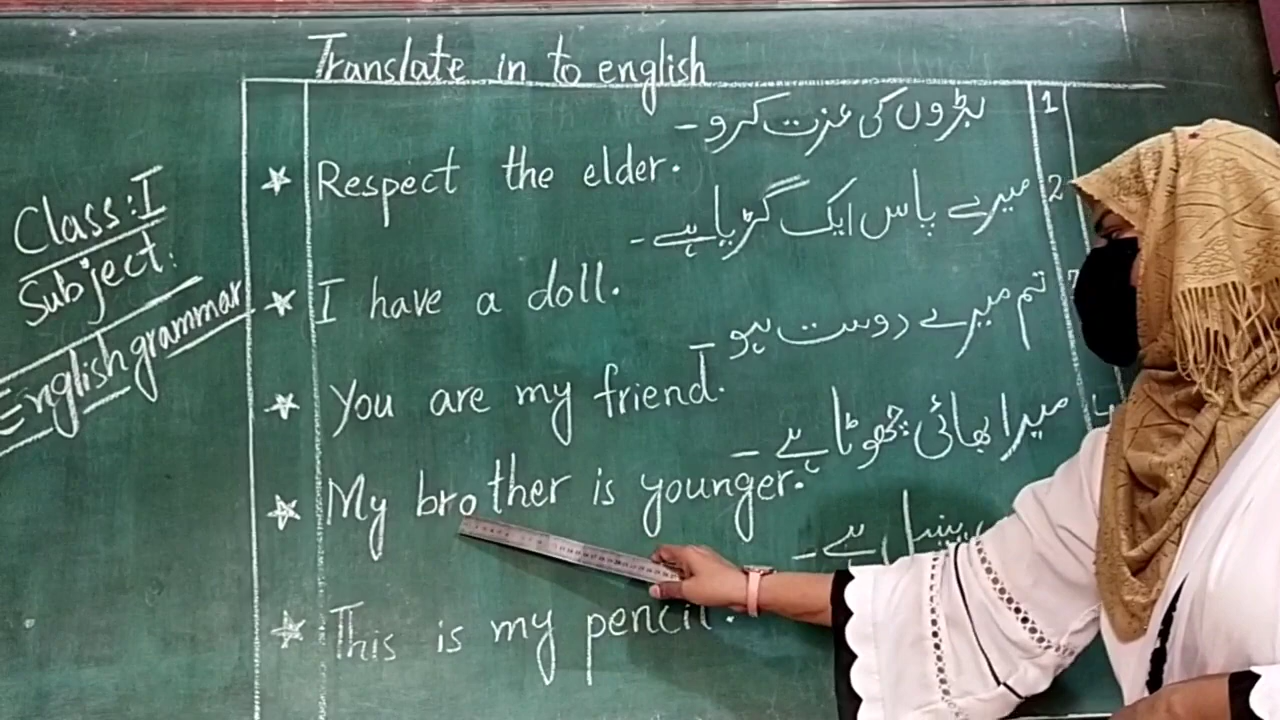 Translate in to english
Class: I
Subject:
English grammar
1 بڑوں کی عزت کرو۔
Respect the elder.
2 میرے پاس ایک گڑیا ہے۔
I have a doll.
تم میرے دوست ہو۔
You are my friend.
میرا بھائی چھوٹا ہے۔
My brother is younger.
پینسل ہے۔
This is my pencil.